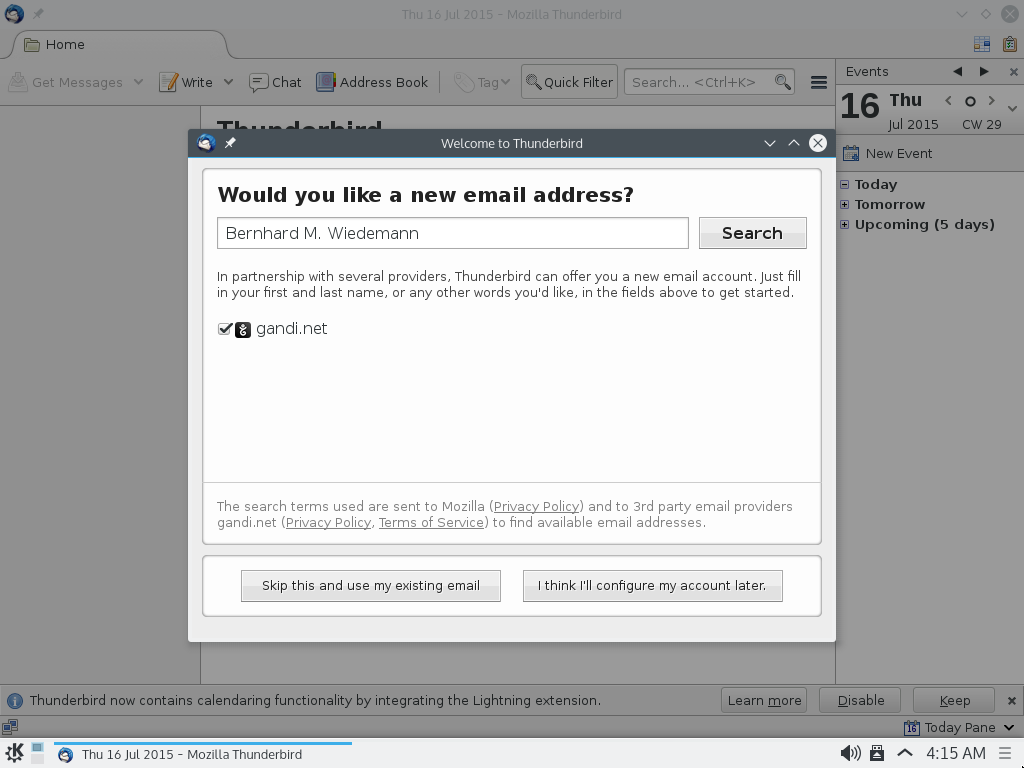 Thu 16 Jul 2015 - Mozilla Thunderbird
Home
Get Messages
Write
Chat
Address Book
Tag
Quick Filter
Search... <Ctrl+K>
Events
16
Thu
Jul 2015
CW 29
New Event
Today
Tomorrow
Upcoming (5 days)
Thunderbird
Welcome to Thunderbird
Would you like a new email address?
Bernhard M. Wiedemann
Search
In partnership with several providers, Thunderbird can offer you a new email account. Just fill
in your first and last name, or any other words you'd like, in the fields above to get started.
gandi.net
The search terms used are sent to Mozilla (Privacy Policy) and to 3rd party email providers
gandi.net (Privacy Policy, Terms of Service) to find available email addresses.
Skip this and use my existing email
I think I'll configure my account later.
Thunderbird now contains calendaring functionality by integrating the Lightning extension.
Learn more
Disable
Keep
16
Today Pane
Thu 16 Jul 2015 - Mozilla Thunderbird
4:15 AM